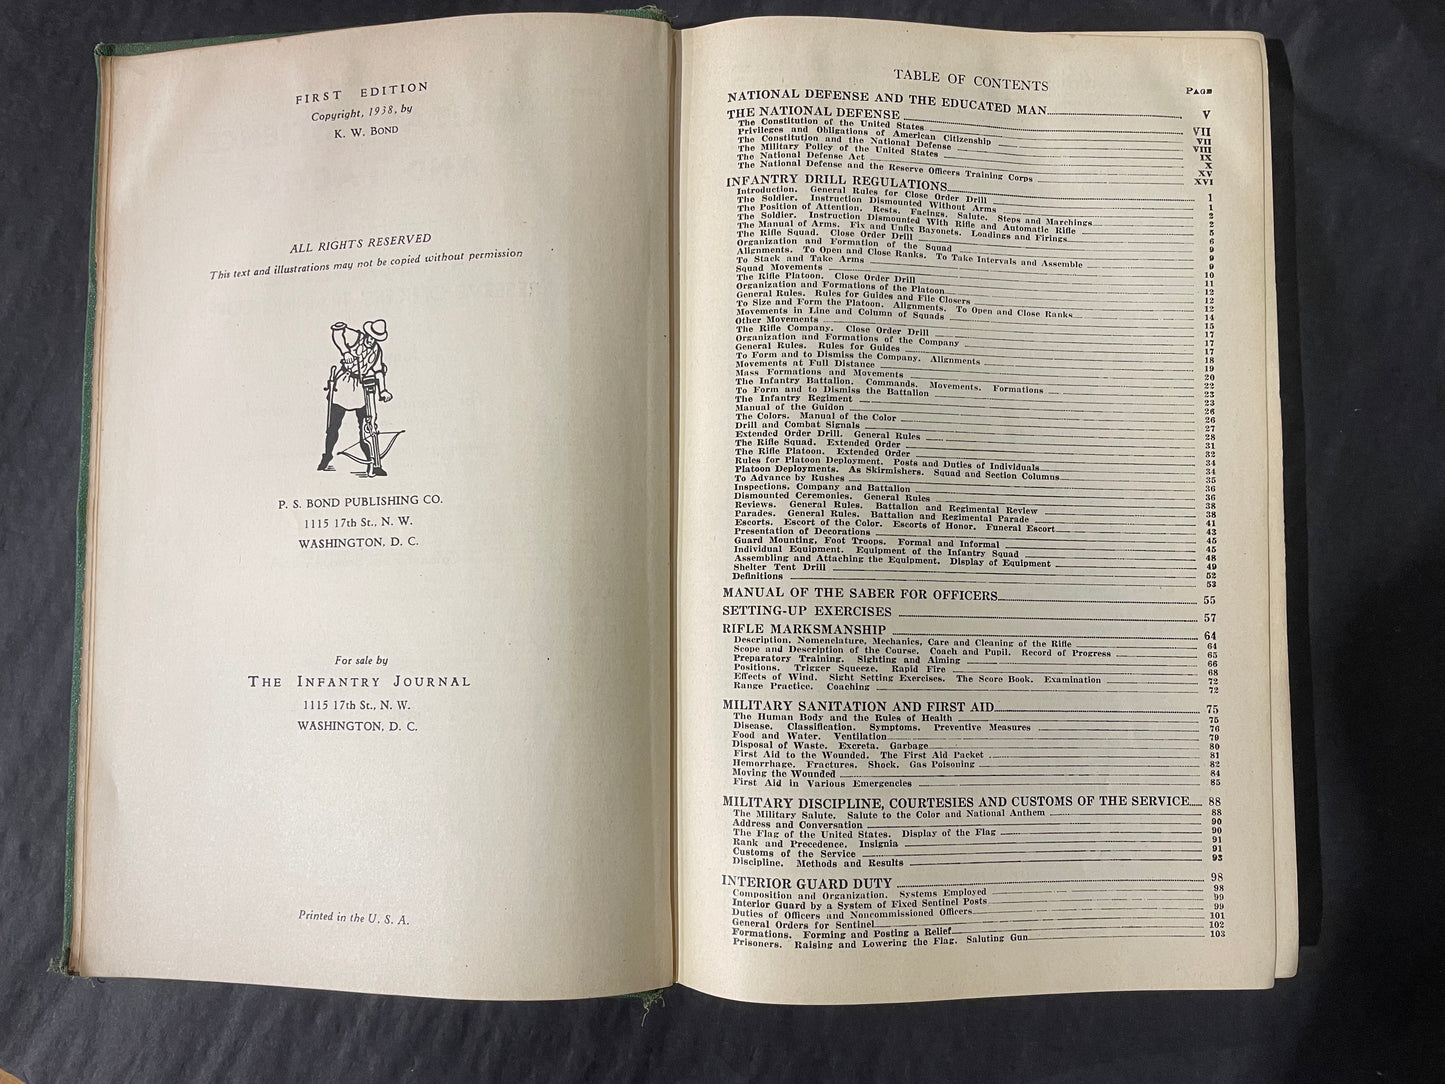 FIRST EDITION
Copyright, 1938, by
K. W. BOND
ALL RIGHTS RESERVED
This text and illustrations may not be copied without permission
P. S. BOND PUBLISHING CO.
1115 17th St., N. W.
WASHINGTON, D. C.
For sale by
THE INFANTRY JOURNAL
1115 17th St., N. W.
WASHINGTON, D. C.
Printed in the U. S. A.
TABLE OF CONTENTS
PAGE
NATIONAL DEFENSE AND THE EDUCATED MAN V
THE NATIONAL DEFENSE VII
The Constitution of the United States VII
Privileges and Obligations of American Citizenship VIII
The Constitution and the National Defense IX
The Military Policy of the United States X
The National Defense Act XV
The National Defense and the Reserve Officers Training Corps XVI
INFANTRY DRILL REGULATIONS 1
Introduction. General Rules for Close Order Drill 1
The Soldier. Instruction Dismounted Without Arms 2
The Position of Attention. Rests. Facings. Salute. Steps and Marchings 2
The Soldier. Instruction Dismounted With Rifle and Automatic Rifle 5
The Manual of Arms. Fix and Unfix Bayonets. Loadings and Firings 6
The Rifle Squad. Close Order Drill 9
Organization and Formation of the Squad 9
Alignments. To Open and Close Ranks. To Take Intervals and Assemble 9
To Stack and Take Arms 10
Squad Movements 11
The Rifle Platoon. Close Order Drill 12
Organization and Formations of the Platoon 12
General Rules. Rules for Guides and File Closers 12
To Size and Form the Platoon. Alignments. To Open and Close Ranks 14
Movements in Line and Column of Squads 15
Other Movements 17
The Rifle Company. Close Order Drill 17
Organization and Formations of the Company 17
General Rules. Rules for Guides 18
To Form and to Dismiss the Company. Alignments 19
Movements at Full Distance 20
Mass Formations and Movements 22
The Infantry Battalion. Commands. Movements. Formations 23
To Form and to Dismiss the Battalion 23
The Infantry Regiment 26
Manual of the Guidon 26
The Colors. Manual of the Color 27
Drill and Combat Signals 28
Extended Order Drill. General Rules 31
The Rifle Squad. Extended Order 32
The Rifle Platoon. Extended Order 34
Rules for Platoon Deployment. Posts and Duties of Individuals 34
Platoon Deployments. As Skirmishers. Squad and Section Columns 35
To Advance by Rushes 36
Inspections, Company and Battalion 36
Dismounted Ceremonies. General Rules 38
Reviews. General Rules. Battalion and Regimental Review 38
Parades. General Rules. Battalion and Regimental Parade 41
Escorts. Escort of the Color. Escorts of Honor. Funeral Escort 43
Presentation of Decorations 45
Guard Mounting, Foot Troops. Formal and Informal 45
Individual Equipment. Equipment of the Infantry Squad 48
Assembling and Attaching the Equipment. Display of Equipment 49
Shelter Tent Drill 52
Definitions 53
MANUAL OF THE SABER FOR OFFICERS 55
SETTING-UP EXERCISES 57
RIFLE MARKSMANSHIP 64
Description, Nomenclature, Mechanics, Care and Cleaning of the Rifle 64
Scope and Description of the Course. Coach and Pupil. Record of Progress 65
Preparatory Training. Sighting and Aiming 66
Positions. Trigger Squeeze. Rapid Fire 68
Effects of Wind. Sight Setting Exercises. The Score Book. Examination 72
Range Practice. Coaching 72
MILITARY SANITATION AND FIRST AID 75
The Human Body and the Rules of Health 75
Disease. Classification. Symptoms. Preventive Measures 76
Food and Water. Ventilation 79
Disposal of Waste. Excreta. Garbage 80
First Aid to the Wounded. The First Aid Packet 81
Hemorrhage. Fractures. Shock. Gas Poisoning 82
Moving the Wounded 84
First Aid in Various Emergencies 85
MILITARY DISCIPLINE, COURTESIES AND CUSTOMS OF THE SERVICE 88
The Military Salute. Salute to the Color and National Anthem 88
Address and Conversation 90
The Flag of the United States. Display of the Flag 90
Rank and Precedence. Insignia 91
Customs of the Service 91
Discipline. Methods and Results 93
INTERIOR GUARD DUTY 98
Composition and Organization. Systems Employed 98
Interior Guard by a System of Fixed Sentinel Posts 99
Duties of Officers and Noncommissioned Officers 99
General Orders for Sentinel 101
Formations. Forming and Posting a Relief 102
Prisoners. Raising and Lowering the Flag. Saluting Gun 103